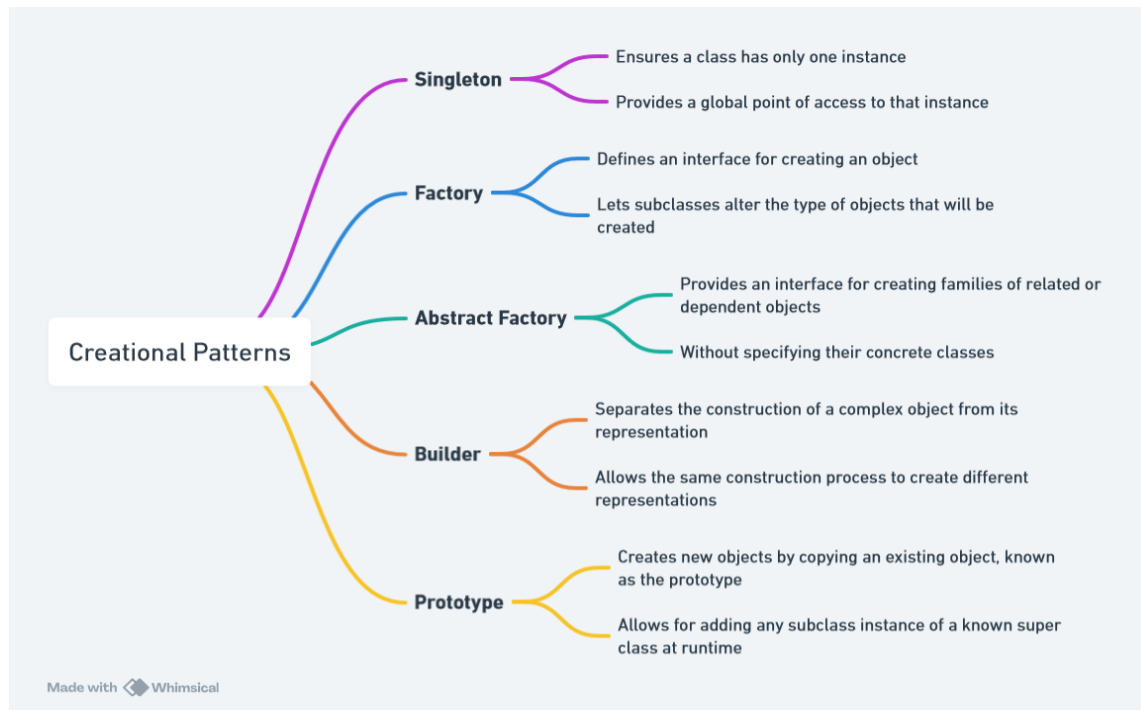 Creational Patterns
Singleton
Ensures a class has only one instance
Provides a global point of access to that instance
Factory
Defines an interface for creating an object
Lets subclasses alter the type of objects that will be
created
Abstract Factory
Provides an interface for creating families of related or
dependent objects
Without specifying their concrete classes
Builder
Separates the construction of a complex object from its
representation
Allows the same construction process to create different
representations
Prototype
Creates new objects by copying an existing object, known
as the prototype
Allows for adding any subclass instance of a known super
class at runtime
Made with Whimsical